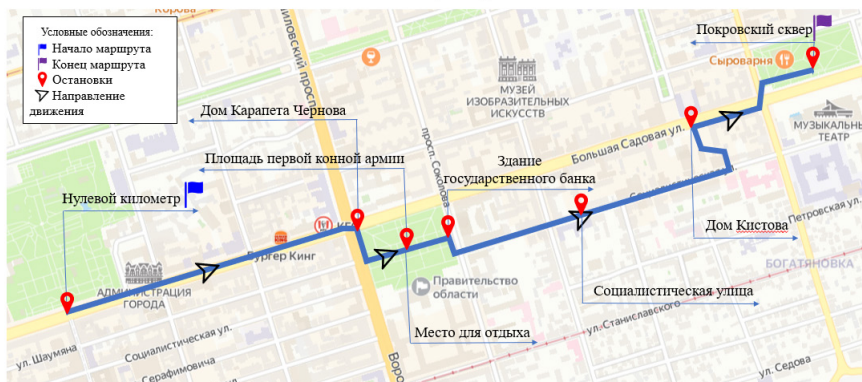 Условные обозначения:
Начало маршрута
Конец маршрута
Остановки
Направление
движения
Покровский сквер
Сыроварня
МУЗЕЙ
ИЗОБРАЗИТЕЛЬНЫХ
ИСКУССТВ
МУЗЫКАЛЬНЫЙ
ТЕАТР
Дом Карапета Чернова
просп. Соколова
Большая Садовая ул.
Площадь первой конной армии
Здание
государственного банка
Нулевой километр
КФС
Бургер Кинг
Дом Кистова
Петровская ул.
БОГАТЯНОВКА
АДМИНИСТРАЦИЯ
ГОРОДА
Правительство
области
Социалистическая улица
Место для отдыха
ул. Станиславского
ул. Шаумяна
Социалистическая ул.
Серафимовича
ул. Седова